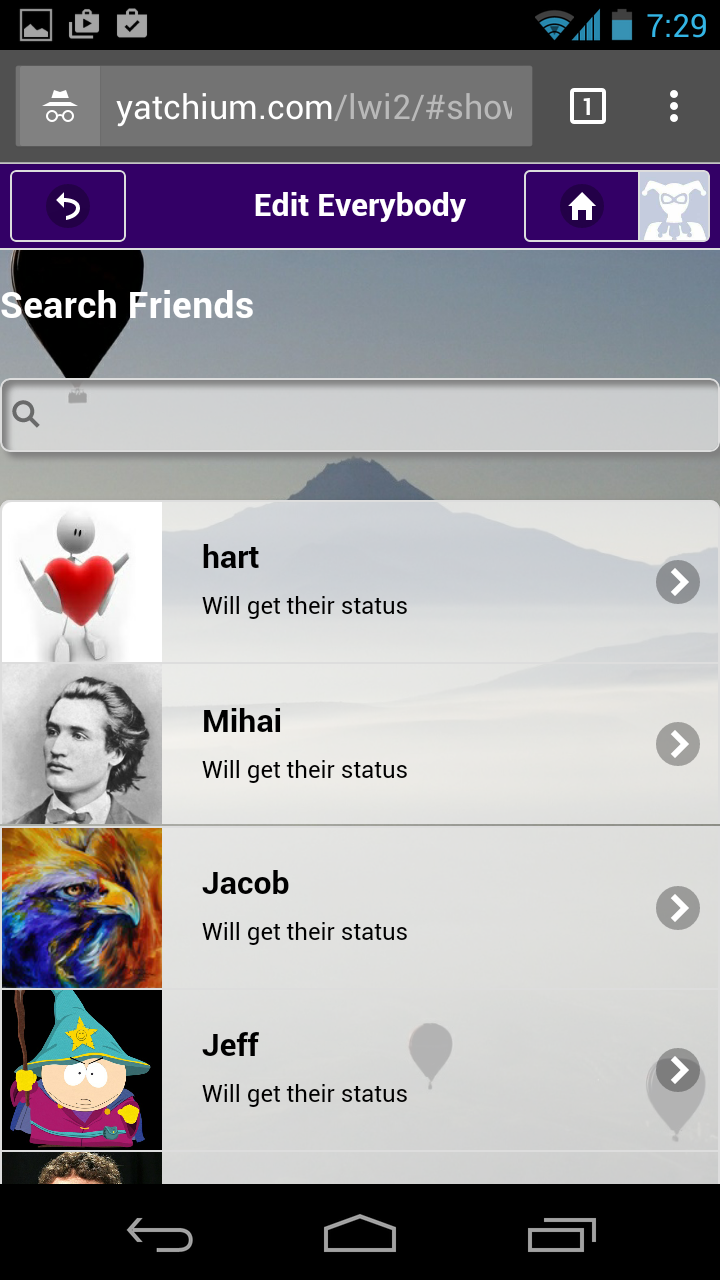 7:29
yatchium.com/lwi2/#show
1
Edit Everybody
Search Friends
hart
Will get their status
Mihai
Will get their status
Jacob
Will get their status
Jeff
Will get their status